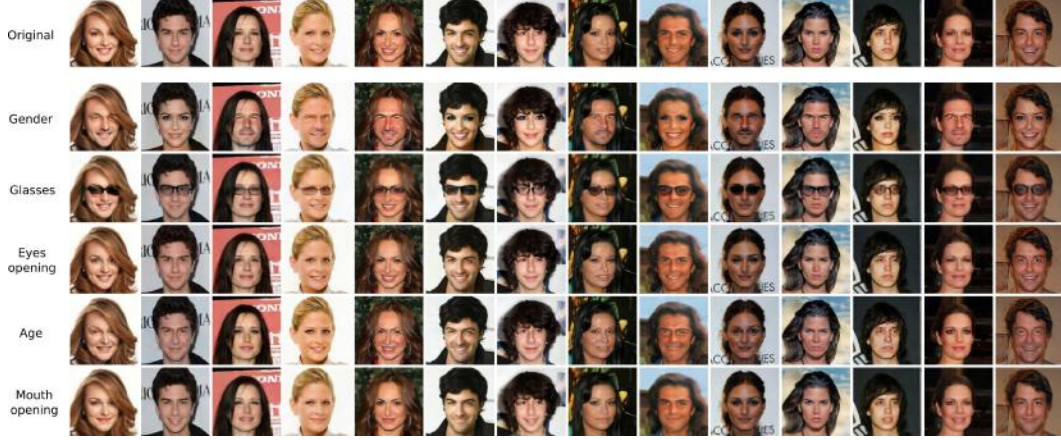 Original
Gender
Glasses
Eyes
opening
Age
Mouth
opening